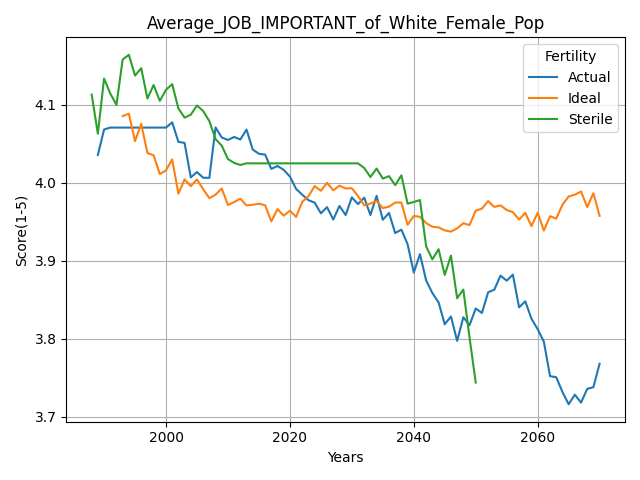 Average_JOB_IMPORTANT_of_White_Female_Pop
Fertility
Actual
Ideal
Sterile
Score(1-5)
4.1
4.0
3.9
3.8
3.7
2000 2020 2040 2060
Years